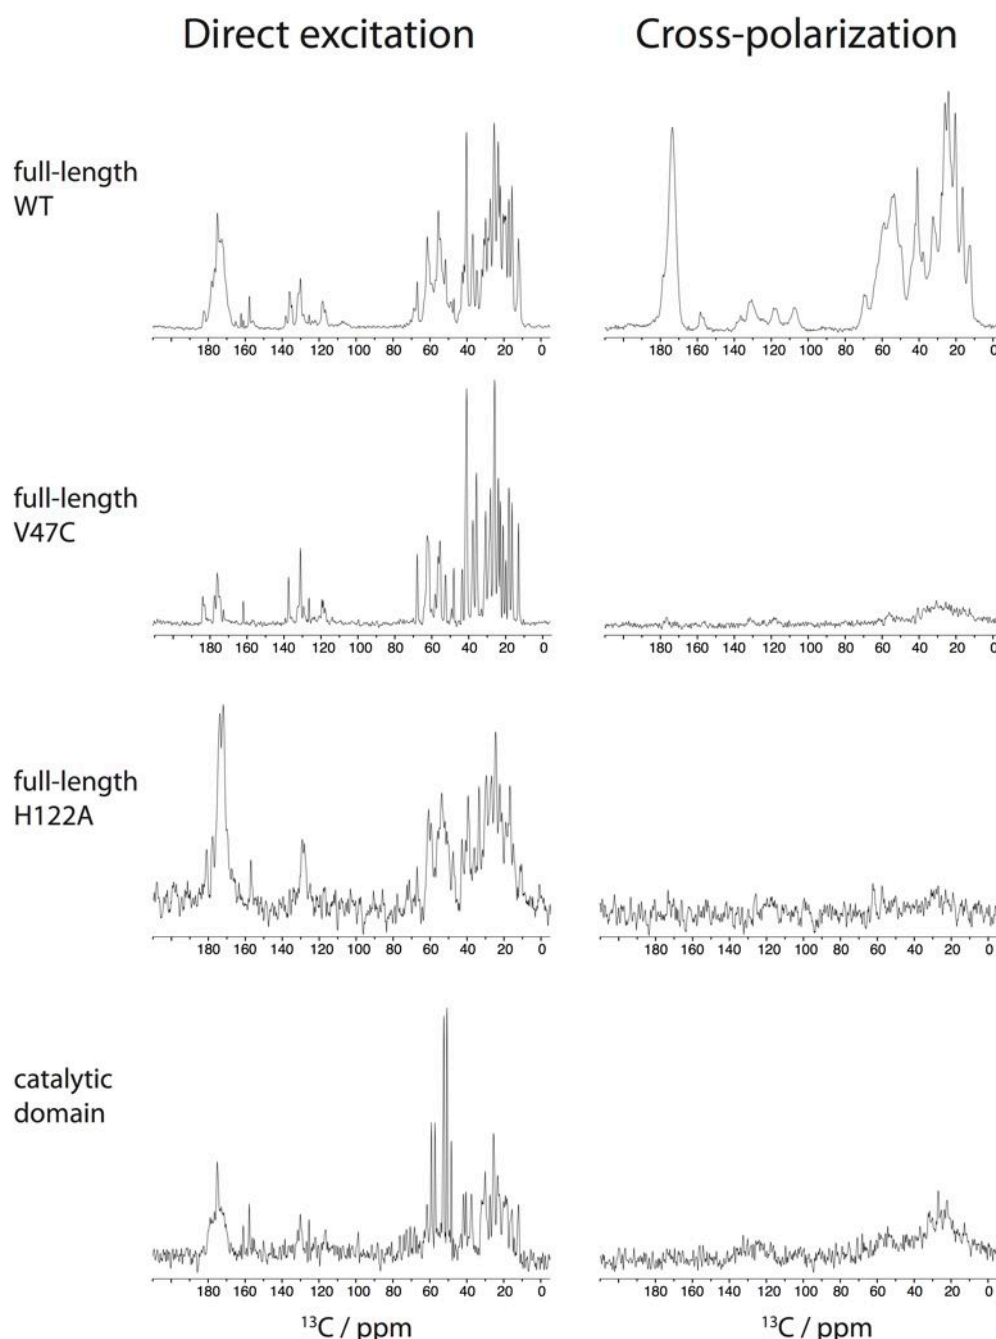 Direct excitation Cross-polarization
full-length
WT
180 160 140 120 100 80 60 40 20 0 180 160 140 120 100 80 60 40 20 0
full-length
V47C
180 160 140 120 100 80 60 40 20 0 180 160 140 120 100 80 60 40 20 0
full-length
H122A
180 160 140 120 100 80 60 40 20 0 180 160 140 120 100 80 60 40 20 0
catalytic
domain
180 160 140 120 100 80 60 40 20 0 180 160 140 120 100 80 60 40 20 0
¹³C / ppm ¹³C / ppm